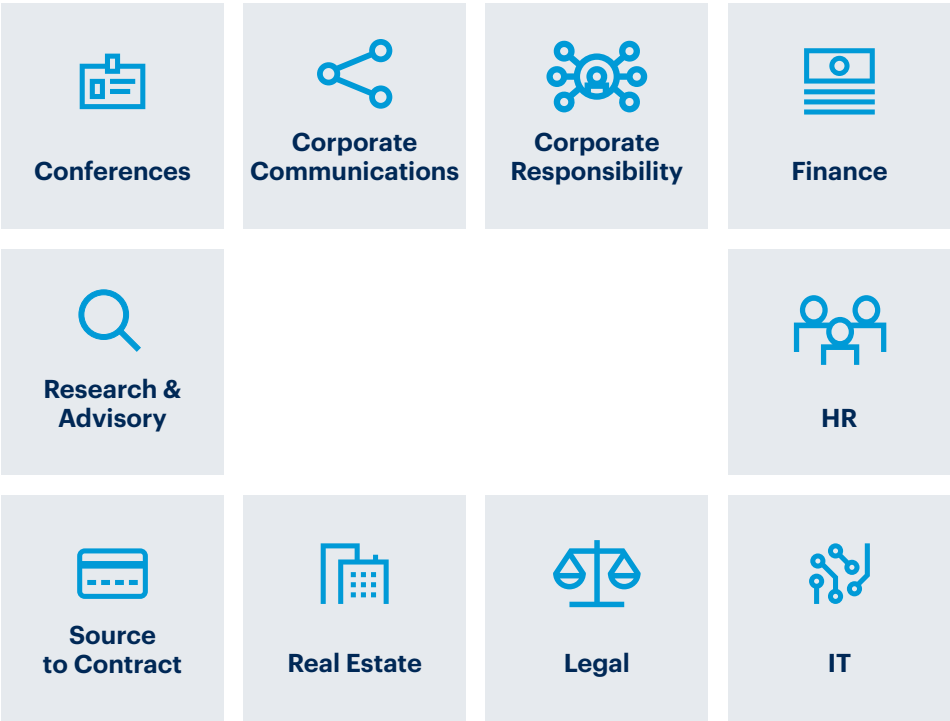 Conferences
Corporate
Communications
Corporate
Responsibility
Finance
Research &
Advisory
HR
Source
to Contract
Real Estate
Legal
IT